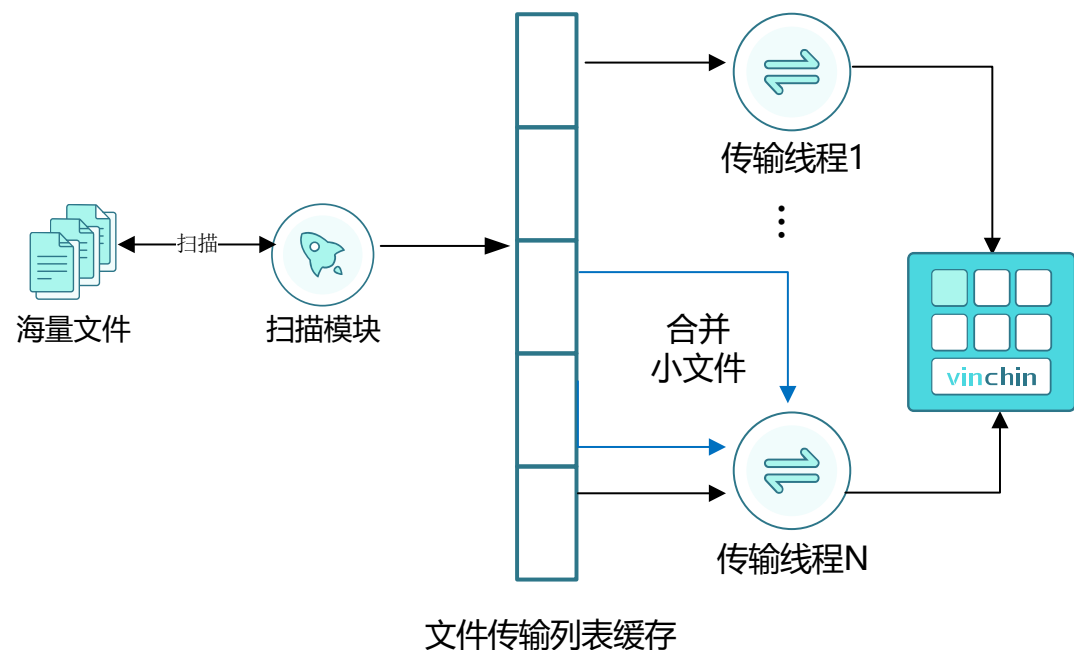 传输线程1
扫描
海量文件
扫描模块
合并
小文件
vinchin
传输线程N
文件传输列表缓存